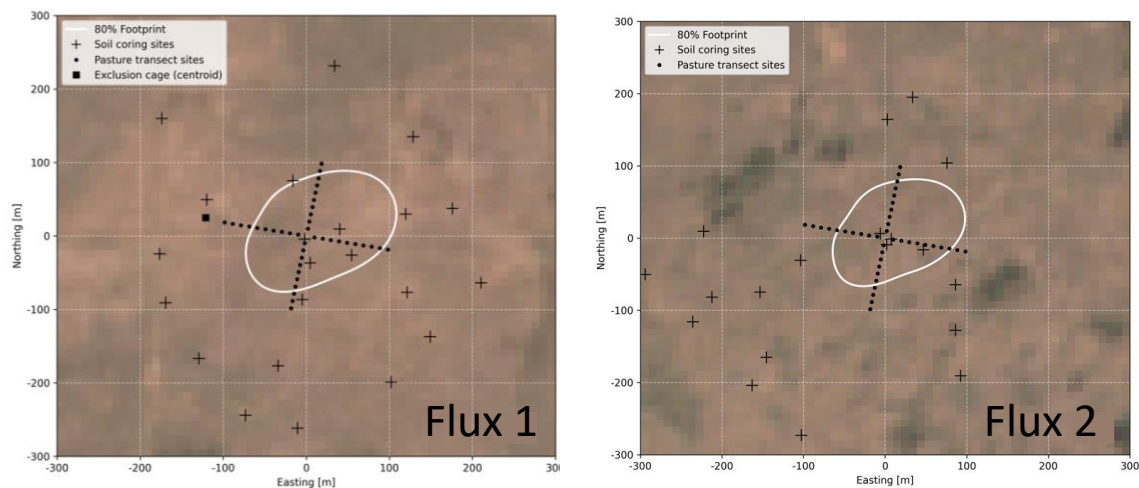 300
200
100
0
-100
-200
-300
Northing [m]
80% Footprint
Soil coring sites
Pasture transect sites
Exclusion cage (centroid)
Flux 1
-300 -200 -100 0 100 200 300
Easting [m]
300
200
100
0
-100
-200
-300
Northing [m]
80% Footprint
Soil coring sites
Pasture transect sites
Flux 2
-300 -200 -100 0 100 200 300
Easting [m]